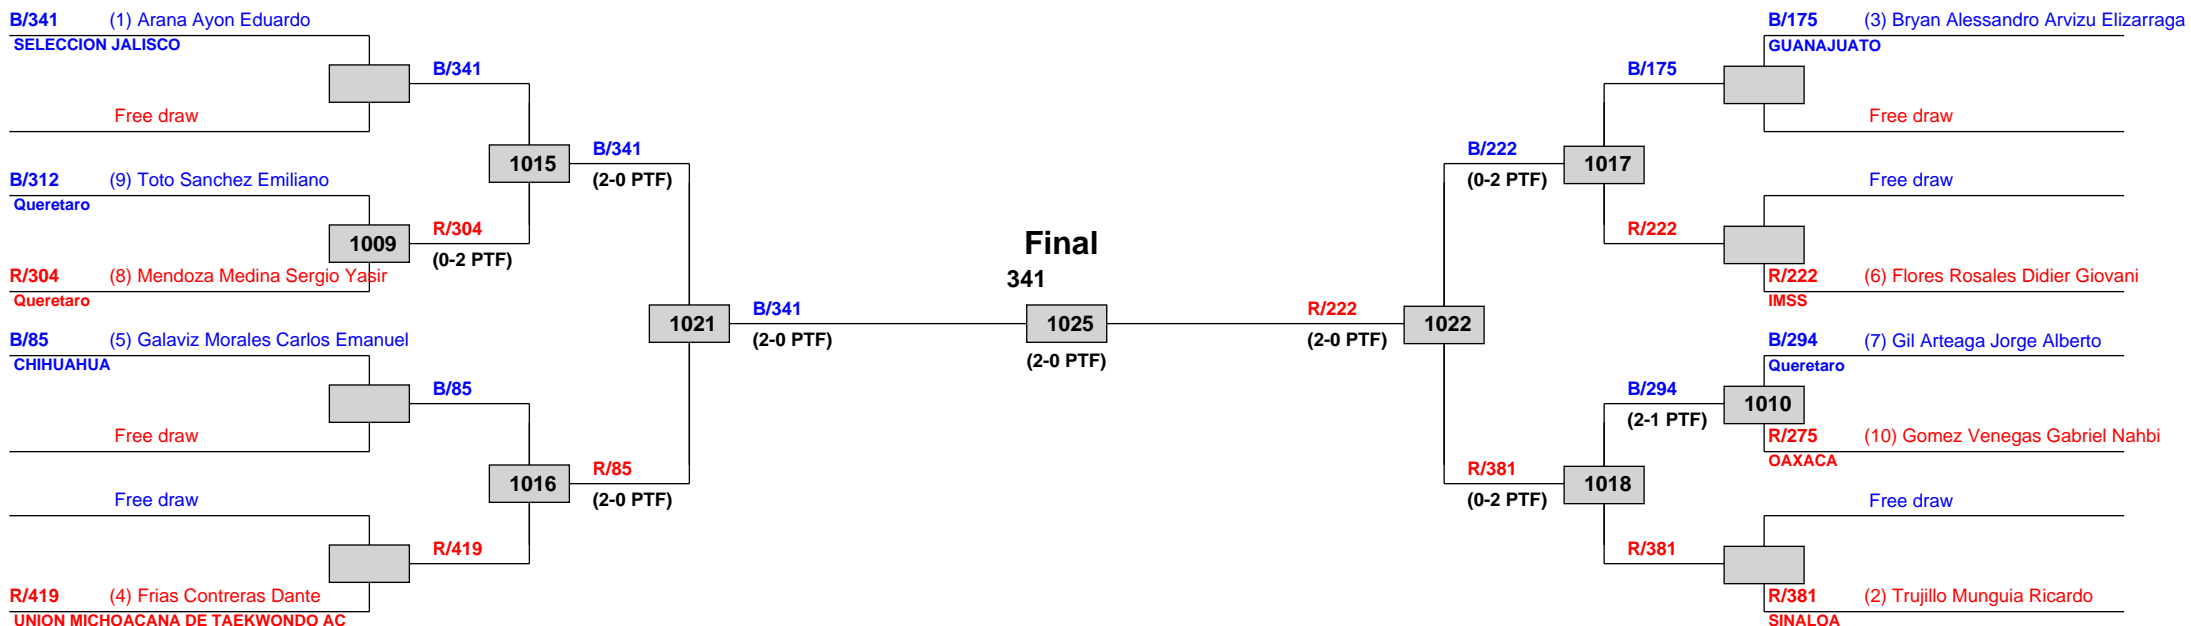 B/341 (1) Arana Ayon Eduardo
SELECCION JALISCO
B/341
Free draw
1015
B/341
(2-0 PTF)
B/312 (9) Toto Sanchez Emiliano
Queretaro
1009
R/304
(0-2 PTF)
R/304 (8) Mendoza Medina Sergio Yasir
Queretaro
1021
B/341
(2-0 PTF)
B/85 (5) Galaviz Morales Carlos Emanuel
CHIHUAHUA
B/85
Free draw
1016
R/85
(2-0 PTF)
Free draw
R/419
R/419 (4) Frias Contreras Dante
UNION MICHOACANA DE TAEKWONDO AC
Final
341
1025
(2-0 PTF)
B/175 (3) Bryan Alessandro Arvizu Elizarraga
GUANAJUATO
B/175
Free draw
B/222
(0-2 PTF)
1017
Free draw
R/222
R/222 (6) Flores Rosales Didier Giovani
IMSS
R/222
(2-0 PTF)
1022
B/294 (7) Gil Arteaga Jorge Alberto
Queretaro
B/294
(2-1 PTF)
1010
R/275 (10) Gomez Venegas Gabriel Nahbi
OAXACA
R/381
(0-2 PTF)
1018
Free draw
R/381
R/381 (2) Trujillo Munguia Ricardo
SINALOA